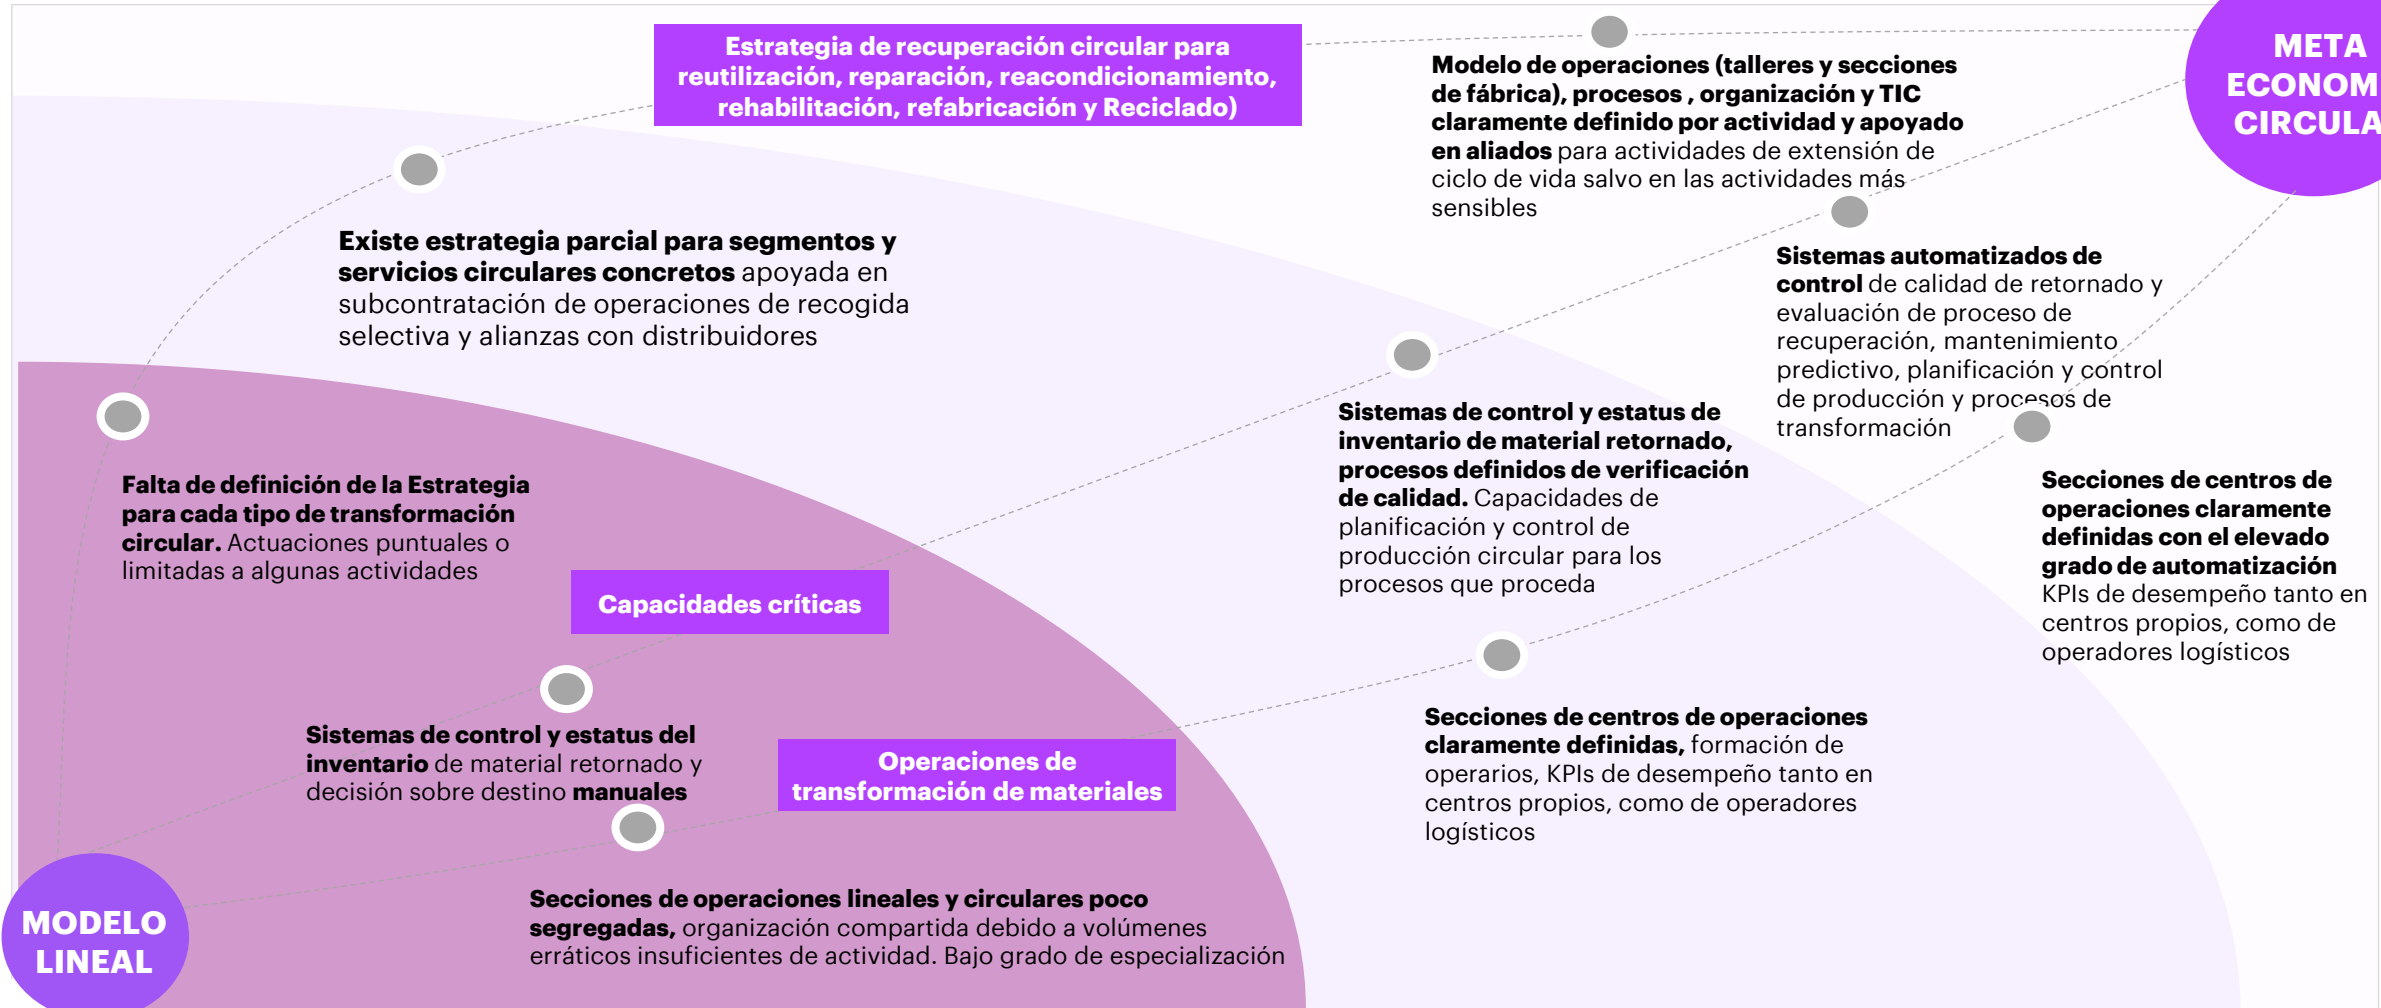 Estrategia de recuperación circular para
reutilización, reparación, reacondicionamiento,
rehabilitación, refabricación y Reciclado)
META
ECONOM
CIRCULA
Modelo de operaciones (talleres y secciones
de fábrica), procesos , organización y TIC
claramente definido por actividad y apoyado
en aliados para actividades de extensión de
ciclo de vida salvo en las actividades más
sensibles
Existe estrategia parcial para segmentos y
servicios circulares concretos apoyada en
subcontratación de operaciones de recogida
selectiva y alianzas con distribuidores
Sistemas automatizados de
control de calidad de retornado y
evaluación de proceso de
recuperación, mantenimiento
predictivo, planificación y control
de producción y procesos de
transformación
Falta de definición de la Estrategia
para cada tipo de transformación
circular. Actuaciones puntuales o
limitadas a algunas actividades
Sistemas de control y estatus de
inventario de material retornado,
procesos definidos de verificación
de calidad. Capacidades de
planificación y control de
producción circular para los
procesos que proceda
Secciones de centros de
operaciones claramente
definidas con el elevado
grado de automatización
KPIs de desempeño tanto en
centros propios, como de
operadores logísticos
Capacidades críticas
Sistemas de control y estatus del
inventario de material retornado y
decisión sobre destino manuales
Operaciones de
transformación de materiales
Secciones de centros de operaciones
claramente definidas, formación de
operarios, KPIs de desempeño tanto en
centros propios, como de operadores
logísticos
Secciones de operaciones lineales y circulares poco
segregadas, organización compartida debido a volúmenes
erráticos insuficientes de actividad. Bajo grado de especialización
MODELO
LINEAL